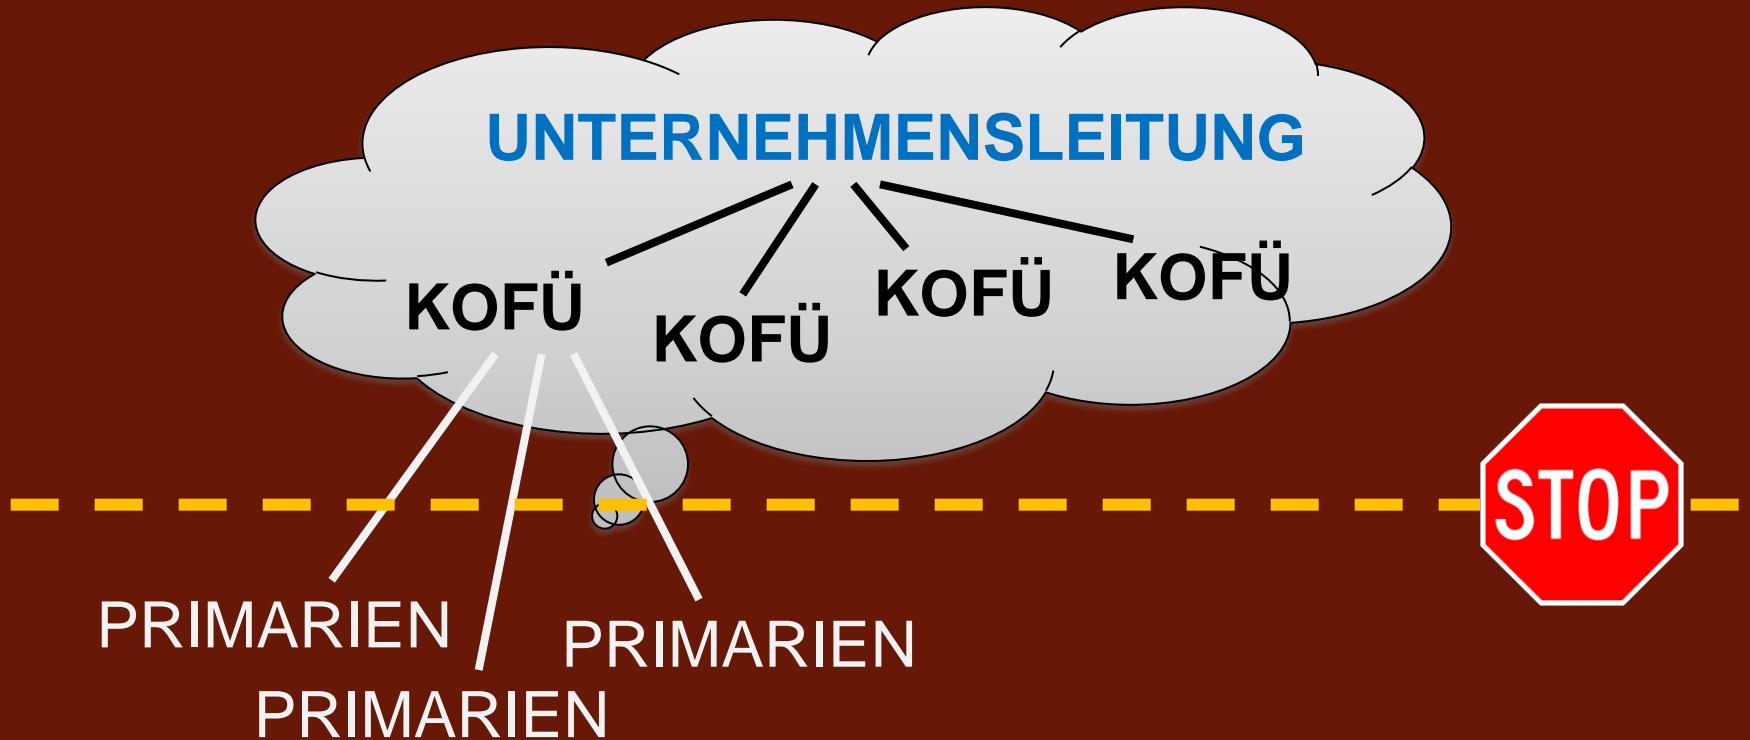 UNTERNEHMENSLEITUNG
KOFÜ
KOFÜ
KOFÜ
KOFÜ
STOP
PRIMARIEN
PRIMARIEN
PRIMARIEN